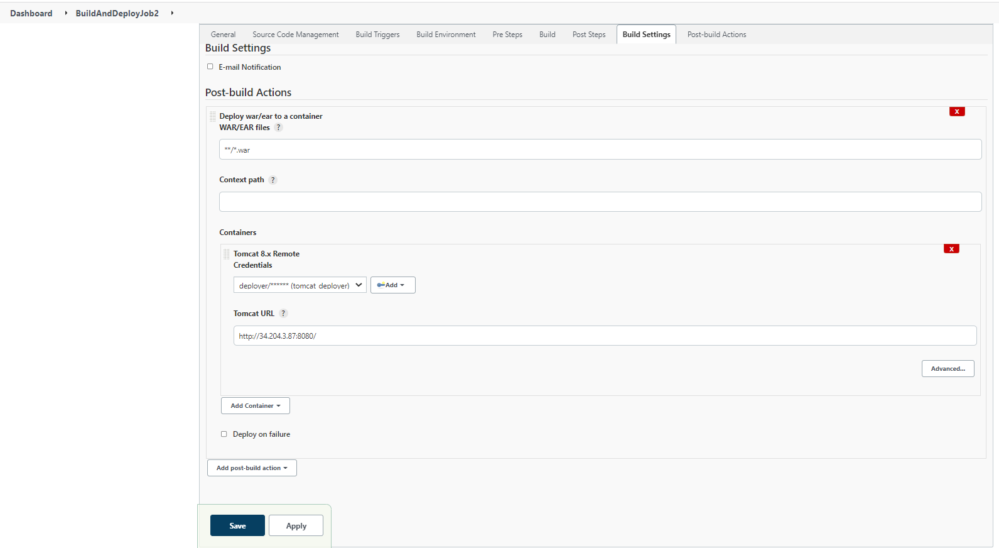 Dashboard BuildAndDeployJob2
General Source Code Management Build Triggers Build Environment Pre Steps Build Post Steps Build Settings Post-build Actions
Build Settings
E-mail Notification
Post-build Actions
x
Deploy war/ear to a container
WAR/EAR files ?
**/*.war
Context path ?
Containers
x
Tomcat 8.x Remote
Credentials
deployer/****** (tomcat_deployer) Add
Tomcat URL ?
http://34.204.3.87:8080/
Advanced...
Add Container
Deploy on failure
Add post-build action
Save Apply